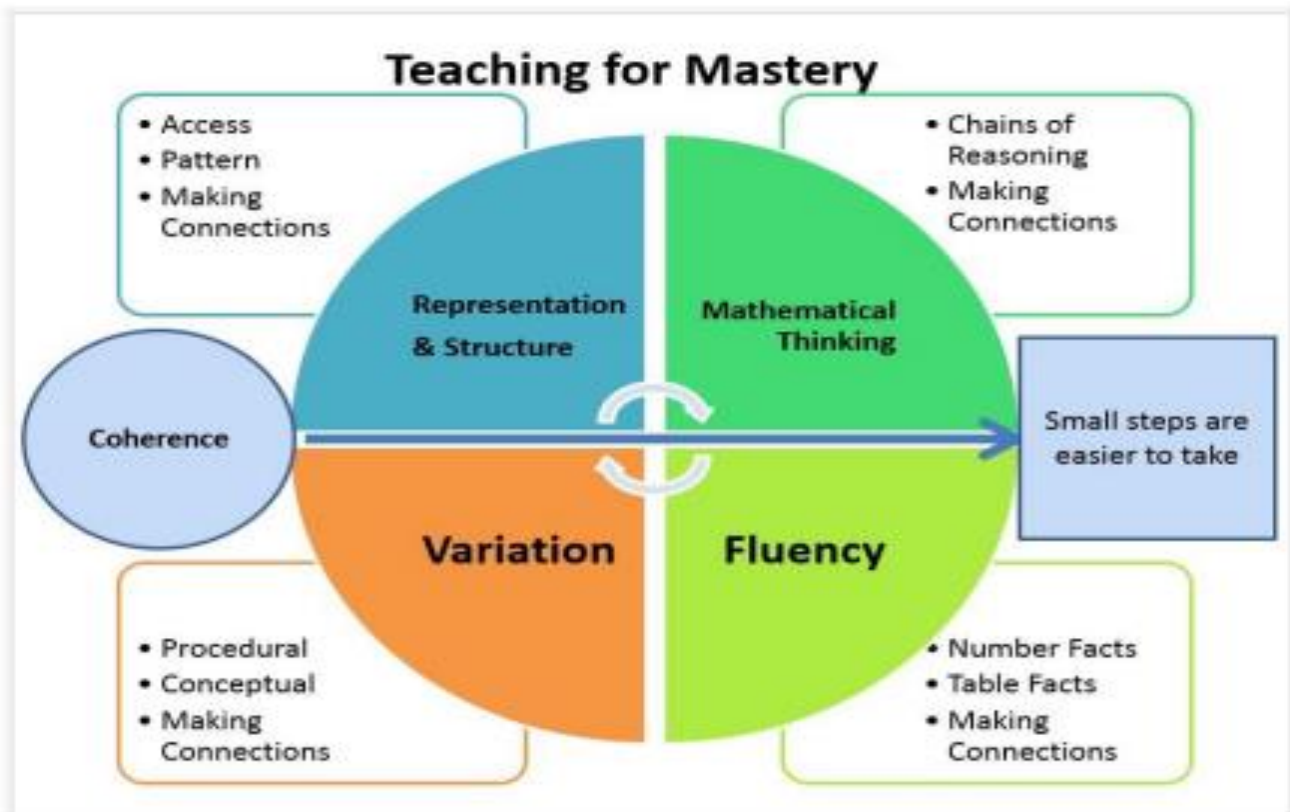 Teaching for Mastery
• Access
• Pattern
• Making
Connections
• Chains of
Reasoning
• Making
Connections
Representation
& Structure
Mathematical
Thinking
Coherence
Small steps are
easier to take
Variation
Fluency
• Procedural
• Conceptual
• Making
Connections
• Number Facts
• Table Facts
• Making
Connections